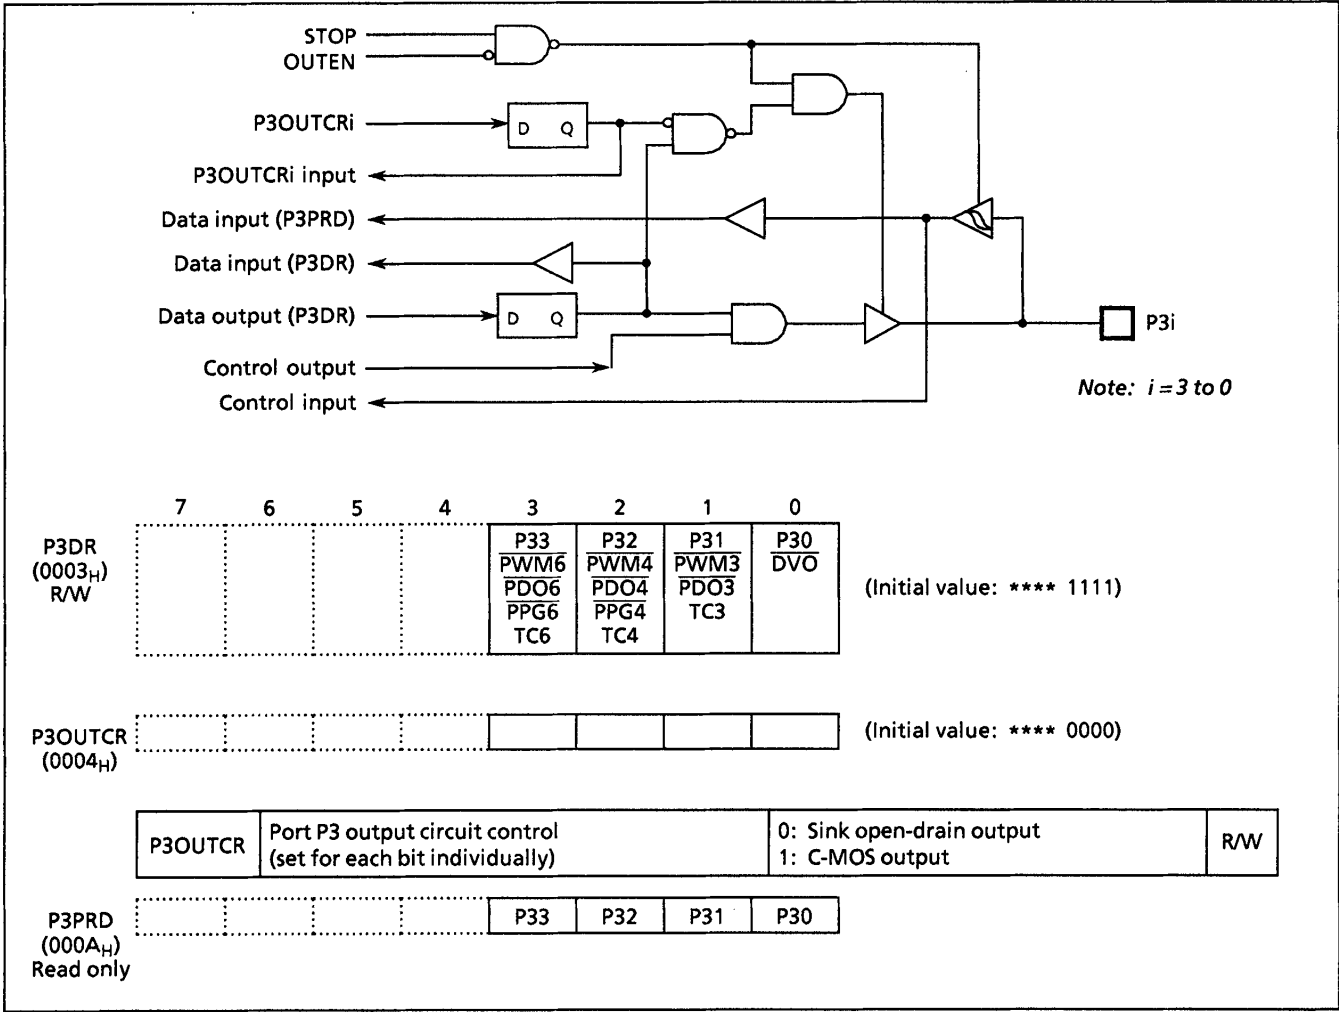 STOP
OUTEN
P3OUTCRi
D Q
P3OUTCRi input
Data input (P3PRD)
Data input (P3DR)
Data output (P3DR)
D Q
P3i
Control output
Control input
Note: i = 3 to 0
7 6 5 4 3 2 1 0
P3DR
(0003H)
R/W
P33
PWM6
PDO6
PPG6
TC6
P32
PWM4
PDO4
PPG4
TC4
P31
PWM3
PDO3
TC3
P30
DVO
(Initial value: **** 1111)
P3OUTCR
(0004H)
(Initial value: **** 0000)
P3OUTCR
Port P3 output circuit control
(set for each bit individually)
0: Sink open-drain output
1: C-MOS output
R/W
P3PRD
(000AH)
Read only
P33 P32 P31 P30